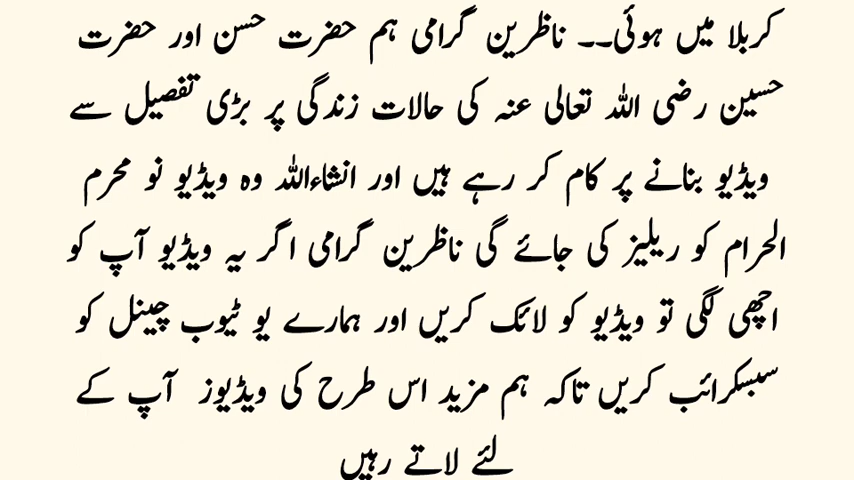 کربلا میں ہوئی۔۔ ناظرین گرامی ہم حضرت حسن اور حضرت
حسین رضی اللہ تعالی عنہ کی حالات زندگی پر بڑی تفصیل سے
ویڈیو بنانے پر کام کر رہے ہیں اور انشاءاللہ وہ ویڈیو نو محرم
الحرام کو ریلیز کی جائے گی ناظرین گرامی اگر یہ ویڈیو آپ کو
اچھی لگی تو ویڈیو کو لائک کریں اور ہمارے یو ٹیوب چینل کو
سبسکرائب کریں تاکہ ہم مزید اس طرح کی ویڈیوز آپ کے
لئے لاتے رہیں